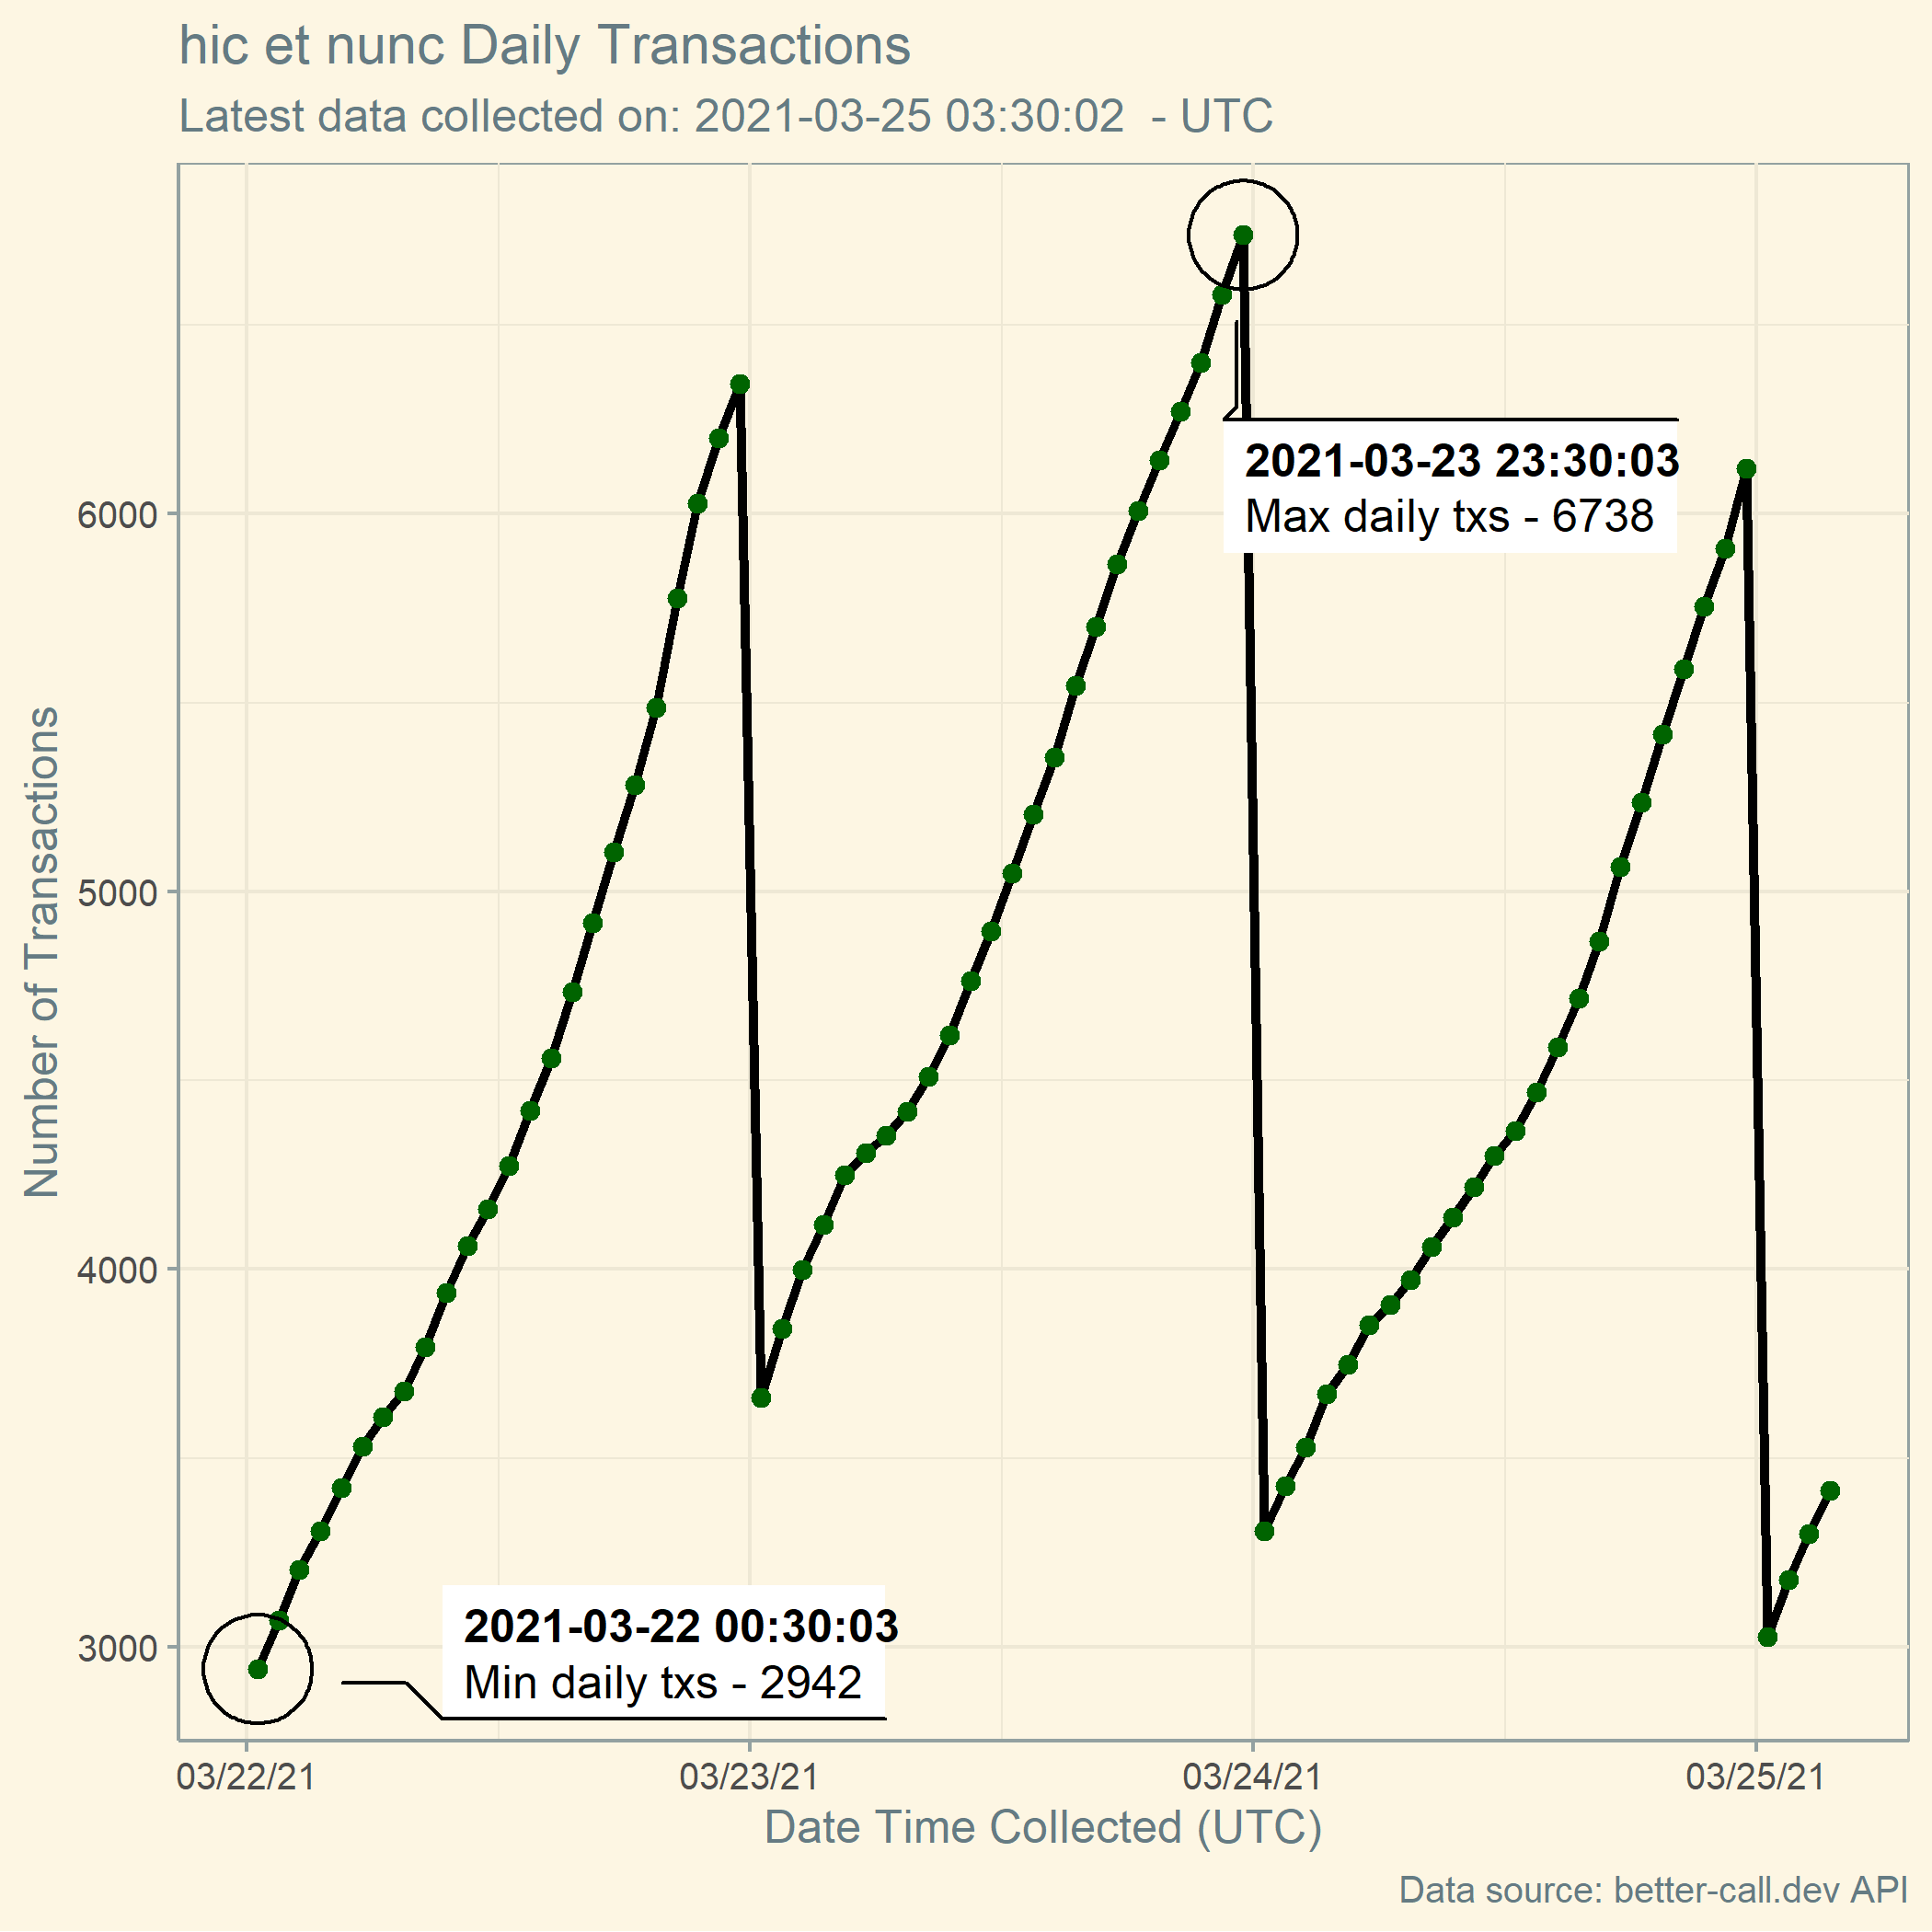 hic et nunc Daily Transactions
Latest data collected on: 2021-03-25 03:30:02  - UTC
Number of Transactions
6000
5000
4000
3000
2021-03-23 23:30:03
Max daily txs - 6738
2021-03-22 00:30:03
Min daily txs - 2942
03/22/21
03/23/21
03/24/21
03/25/21
Date Time Collected (UTC)
Data source: better-call.dev API